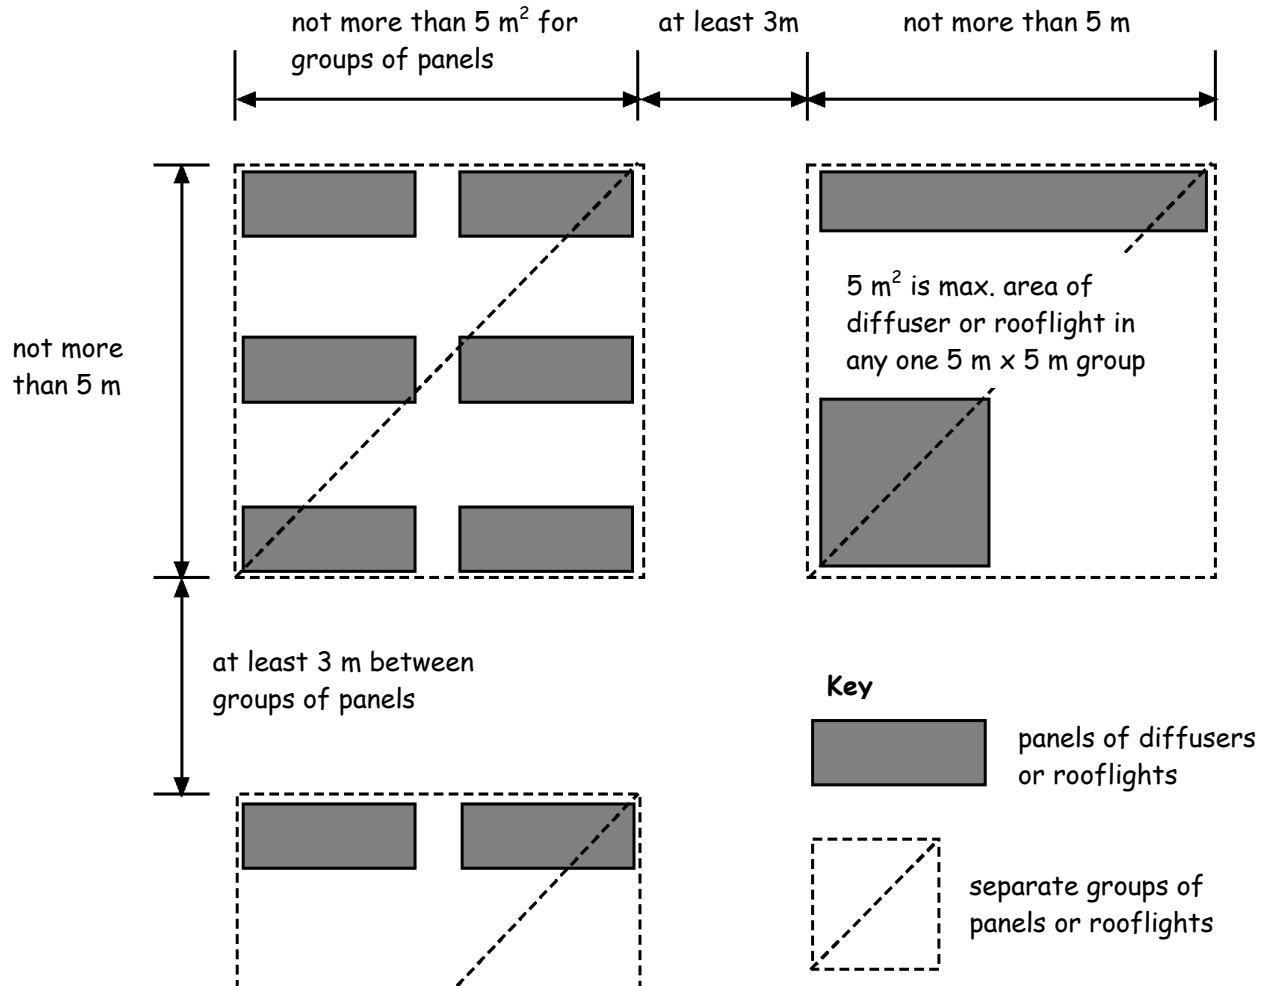 not more than 5 m² for
groups of panels
at least 3m
not more than 5 m
not more
than 5 m
5 m² is max. area of
diffuser or rooflight in
any one 5 m x 5 m group
at least 3 m between
groups of panels
Key
panels of diffusers
or rooflights
separate groups of
panels or rooflights